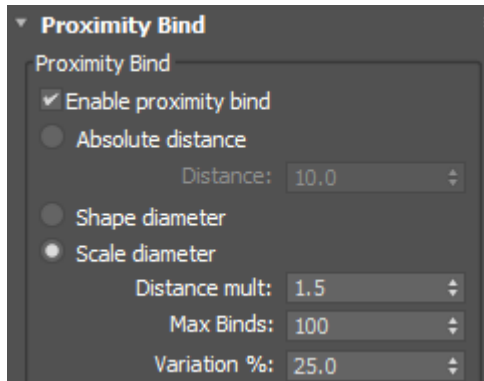 Proximity Bind
Proximity Bind
Enable proximity bind
Absolute distance
Distance: 10.0
Shape diameter
Scale diameter
Distance mult: 1.5
Max Binds: 100
Variation %: 25.0